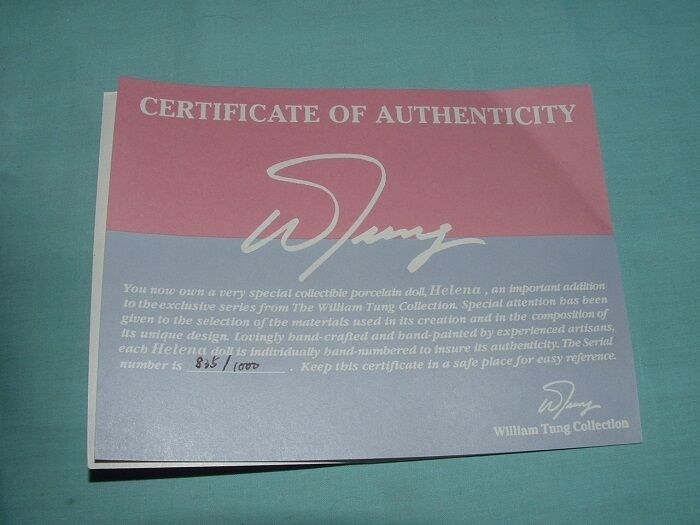 CERTIFICATE OF AUTHENTICITY
W Tung
You now own a very special collectible porcelain doll, Helena , an important addition
to the exclusive series from The William Tung Collection. Special attention has been
given to the selection of the materials used in its creation and in the composition of
its unique design. Lovingly hand-crafted and hand-painted by experienced artisans,
each Helena doll is individually hand-numbered to insure its authenticity. The Serial
number is 835/1000 . Keep this certificate in a safe place for easy reference.
W Tung
William Tung Collection